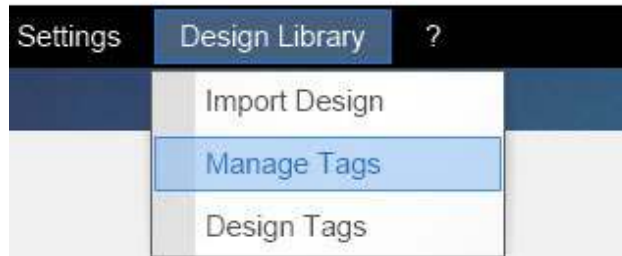 Settings Design Library ?
Import Design
Manage Tags
Design Tags